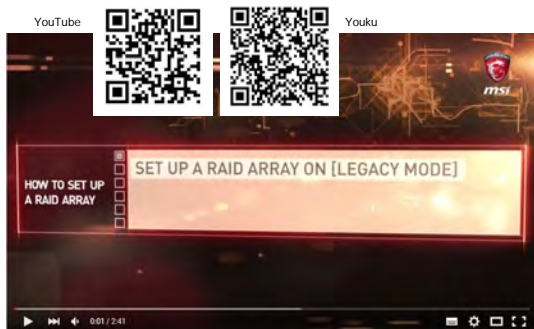 YouTube
Youku
msi
SET UP A RAID ARRAY ON [LEGACY MODE]
HOW TO SET UP
A RAID ARRAY
0:01 / 2:41